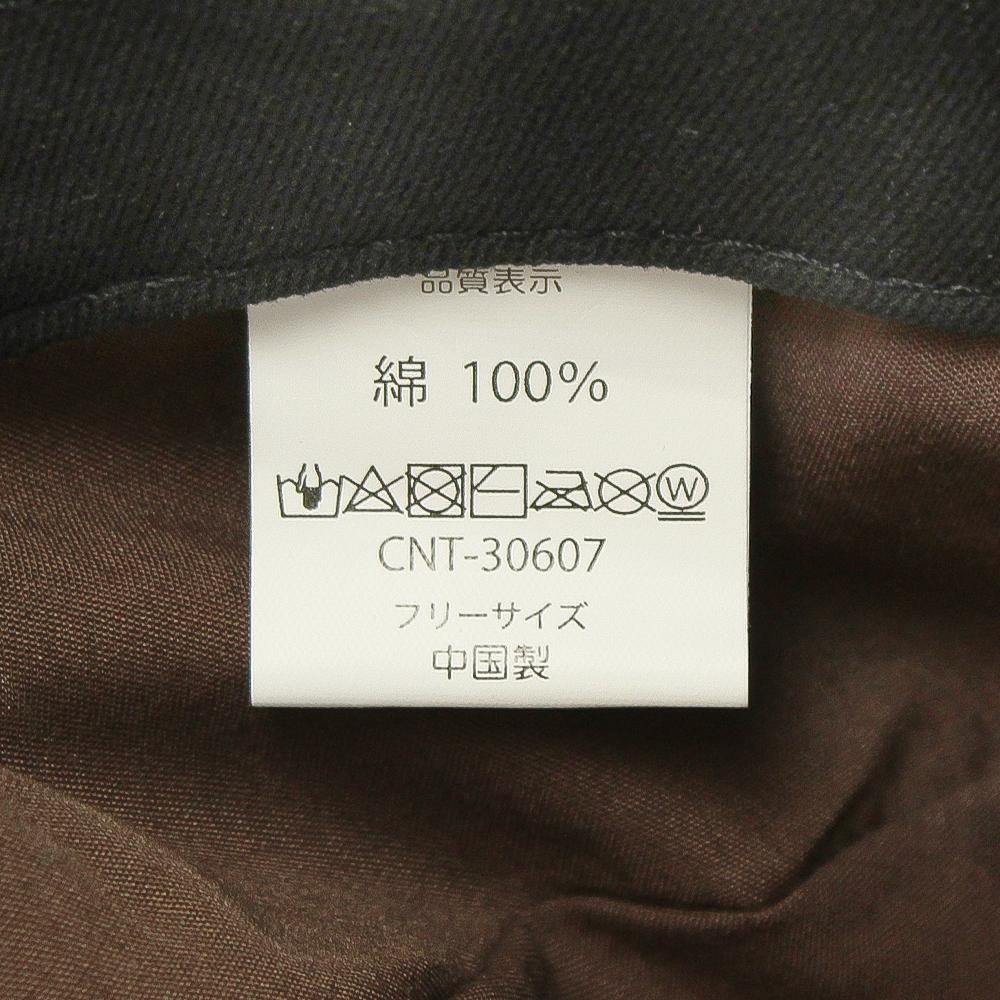 品質表示
綿 100%
W
CNT-30607
フリーサイズ
中国製